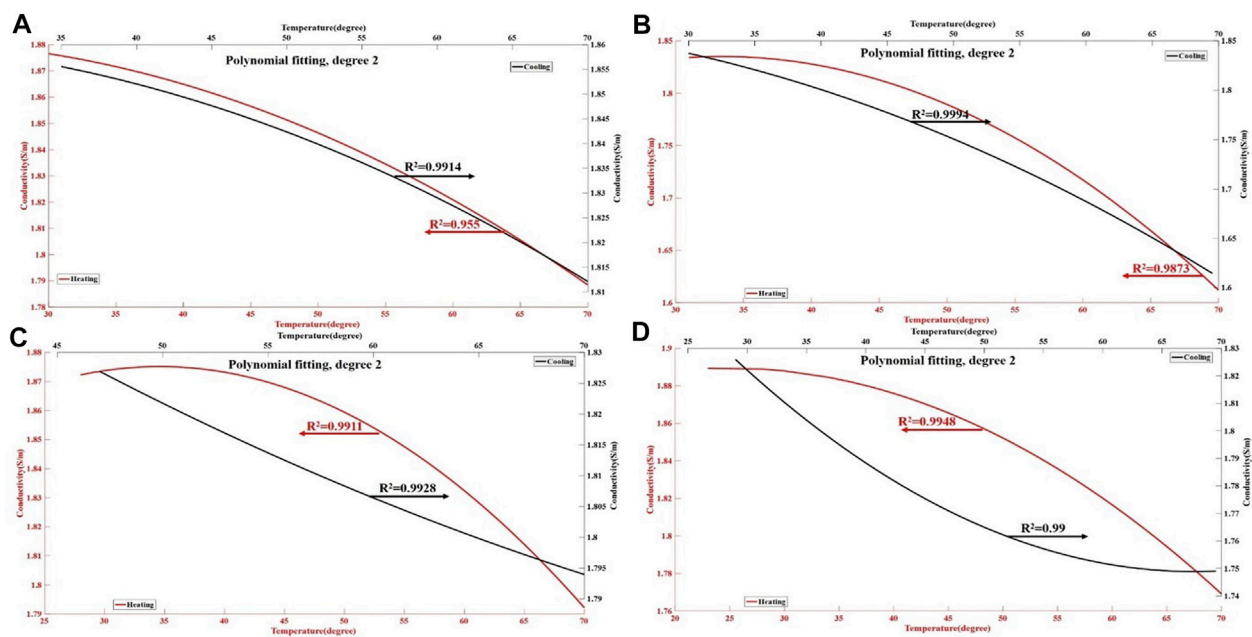 A
Temperature(degree)
35 40 45 50 55 60 65 70
Polynomial fitting, degree 2
Cooling
1.88
1.87
1.86
1.85
1.84
1.83
1.82
1.81
1.8
1.79
1.78
Conductivity(S/m)
R²=0.9914
R²=0.955
1.86
1.855
1.85
1.845
1.84
1.835
1.83
1.825
1.82
1.815
1.81
Conductivity(S/m)
Heating
30 35 40 45 50 55 60 65 70
Temperature(degree)
B
Temperature(degree)
30 35 40 45 50 55 60 65 70
Polynomial fitting, degree 2
Cooling
1.85
1.8
1.75
1.7
1.65
1.6
Conductivity(S/m)
R²=0.9994
R²=0.9873
1.85
1.8
1.75
1.7
1.65
1.6
Conductivity(S/m)
Heating
30 35 40 45 50 55 60 65 70
Temperature(degree)
C
Temperature(degree)
45 50 60 70
Polynomial fitting, degree 2
Cooling
1.88
1.87
1.86
1.85
1.84
1.83
1.82
1.81
1.8
1.79
Conductivity(S/m)
R²=0.9911
R²=0.9928
1.83
1.825
1.82
1.815
1.81
1.805
1.8
1.795
1.79
Conductivity(S/m)
Heating
25 30 35 40 45 50 55 60 65 70
Temperature(degree)
D
Temperature(degree)
25 30 35 40 45 50 55 60 65 70
Polynomial fitting, degree 2
Cooling
1.9
1.88
1.86
1.84
1.82
1.8
1.78
1.76
Conductivity(S/m)
R²=0.9948
R²=0.99
1.83
1.82
1.81
1.8
1.79
1.78
1.77
1.76
1.75
1.74
Conductivity(S/m)
Heating
20 25 30 35 40 45 50 55 60 65 70
Temperature(degree)